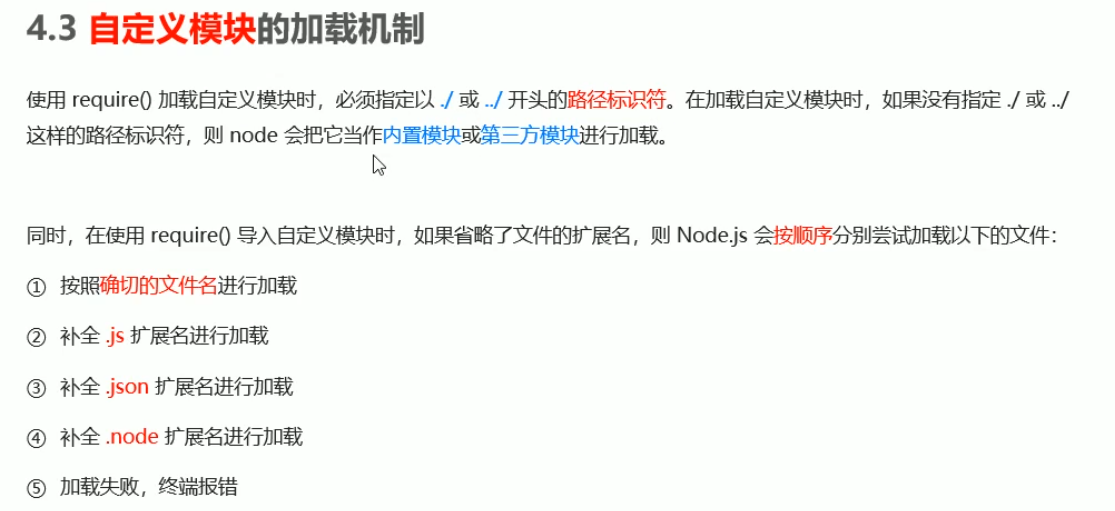 4.3 自定义模块的加载机制
使用 require() 加载自定义模块时，必须指定以 ./ 或 ../ 开头的路径标识符。在加载自定义模块时，如果没有指定 ./ 或 ../
这样的路径标识符，则 node 会把它当作内置模块或第三方模块进行加载。
同时，在使用 require() 导入自定义模块时，如果省略了文件的扩展名，则 Node.js 会按顺序分别尝试加载以下的文件：
① 按照确切的文件名进行加载
② 补全 .js 扩展名进行加载
③ 补全 .json 扩展名进行加载
④ 补全 .node 扩展名进行加载
⑤ 加载失败，终端报错